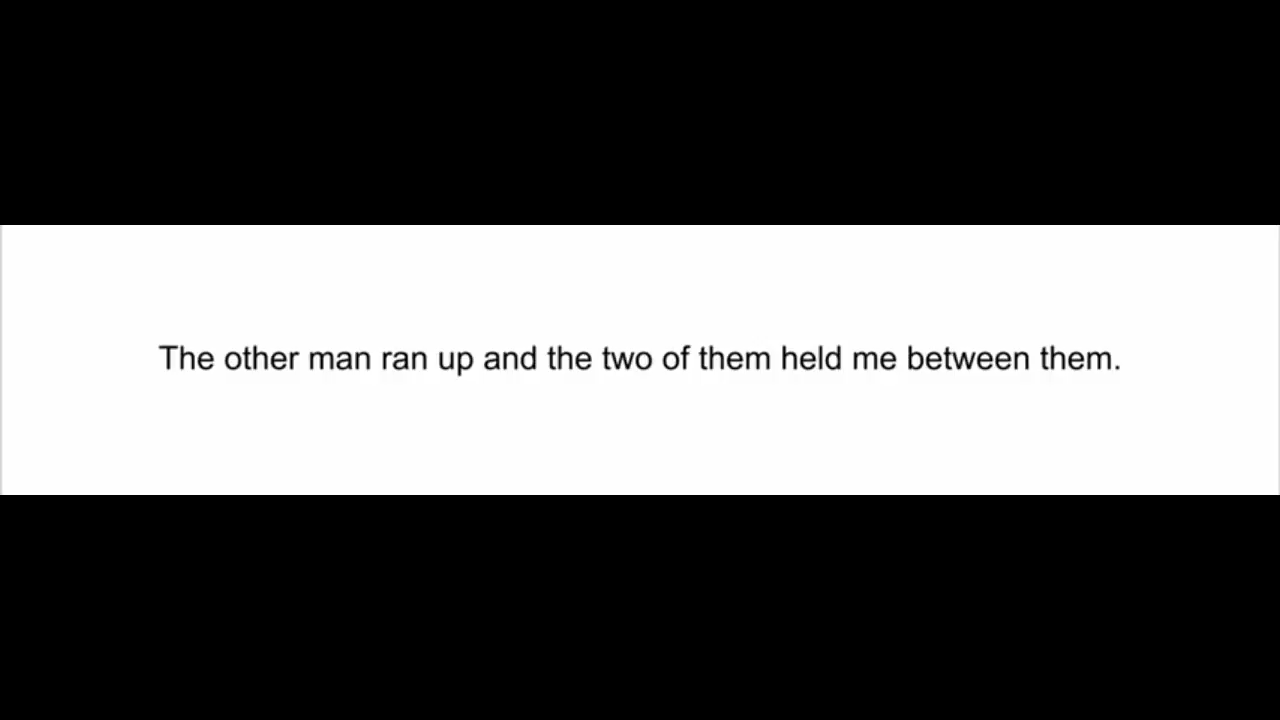 The other man ran up and the two of them held me between them.